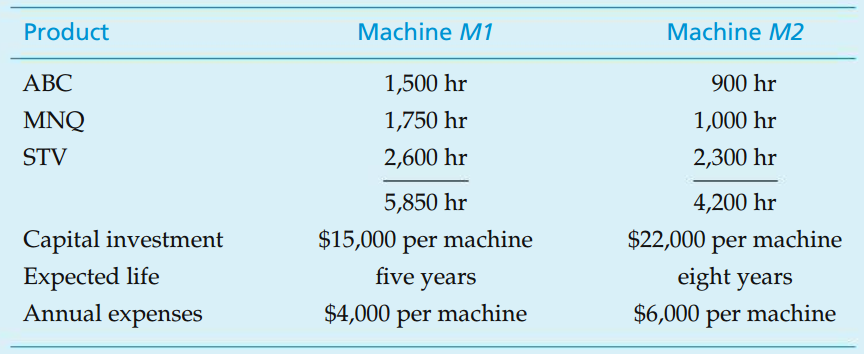 Product Machine M1 Machine M2
ABC 1,500 hr 900 hr
MNQ 1,750 hr 1,000 hr
STV 2,600 hr 2,300 hr
5,850 hr 4,200 hr
Capital investment $15,000 per machine $22,000 per machine
Expected life five years eight years
Annual expenses $4,000 per machine $6,000 per machine